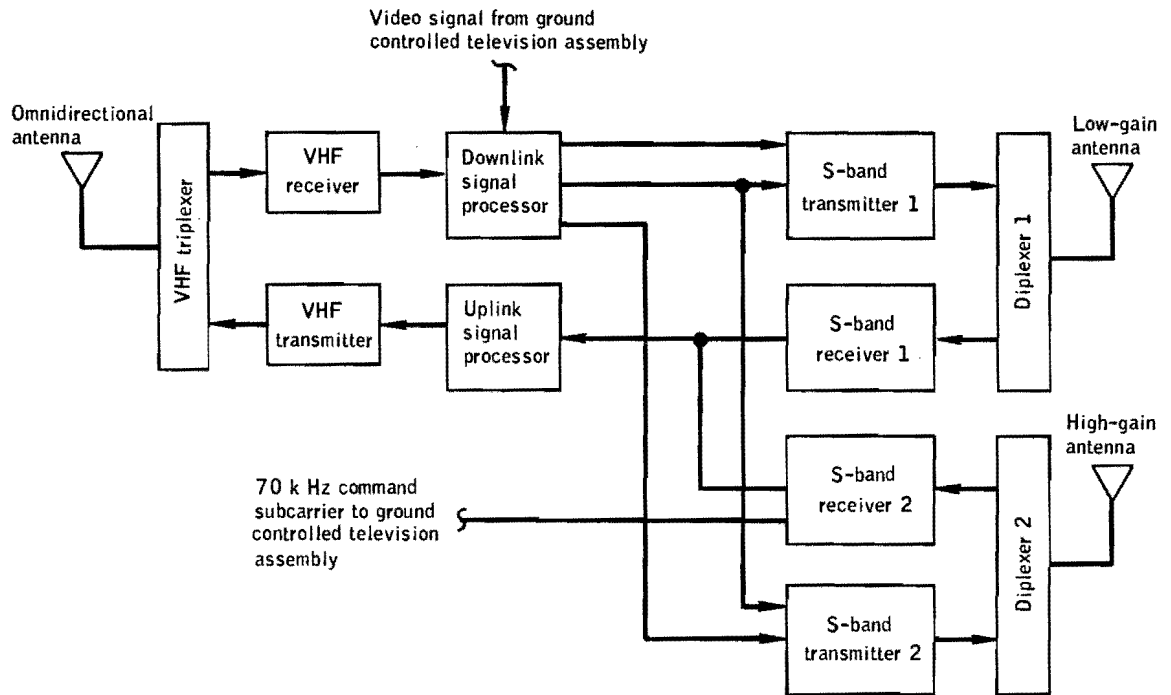 Video signal from ground
controlled television assembly
Omnidirectional
antenna
VHF triplexer
VHF
receiver
Downlink
signal
processor
S-band
transmitter 1
Diplexer 1
Low-gain
antenna
VHF
transmitter
Uplink
signal
processor
S-band
receiver 1
70 k Hz command
subcarrier to ground
controlled television
assembly
S-band
receiver 2
Diplexer 2
High-gain
antenna
S-band
transmitter 2